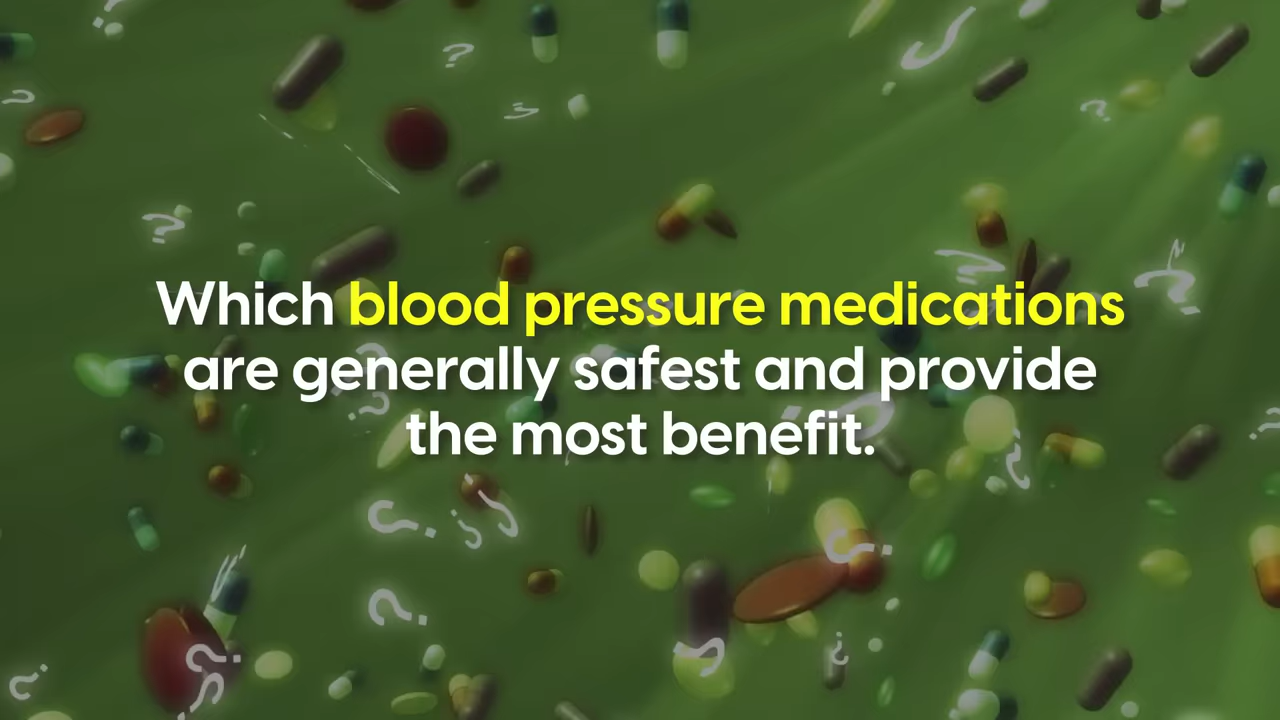 Which blood pressure medications
are generally safest and provide
the most benefit.